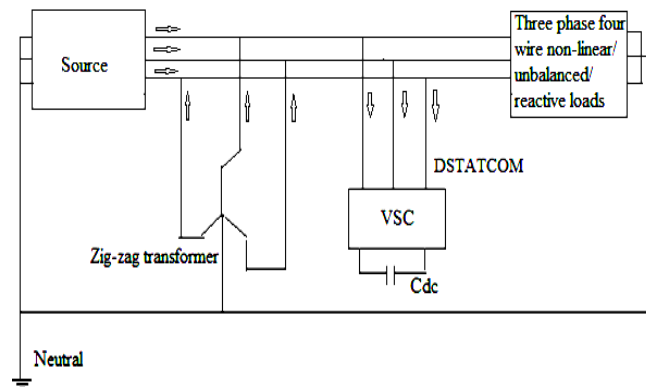 Source
Three phase four
wire non-linear/
unbalanced/
reactive loads
DSTATCOM
VSC
Zig-zag transformer
Cdc
Neutral